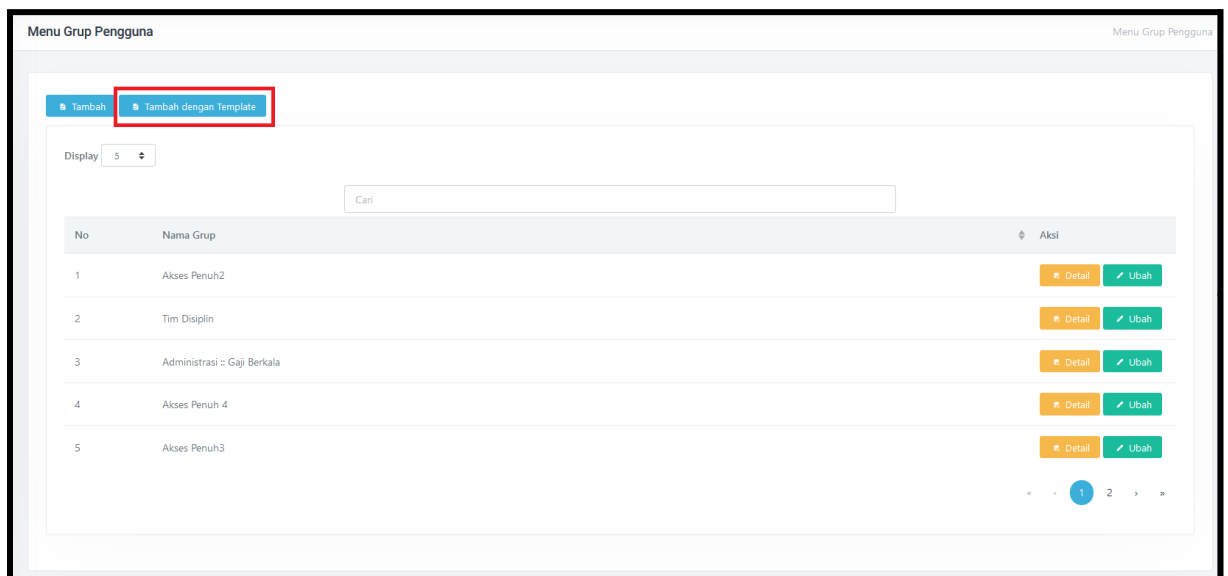 Menu Grup Pengguna Menu Grup Pengguna
Tambah Tambah dengan Template
Display 5
Cari
No Nama Grup Aksi
1 Akses Penuh2 Detail Ubah
2 Tim Disiplin Detail Ubah
3 Administrasi :: Gaji Berkala Detail Ubah
4 Akses Penuh 4 Detail Ubah
5 Akses Penuh3 Detail Ubah
« ‹ 1 2 › »